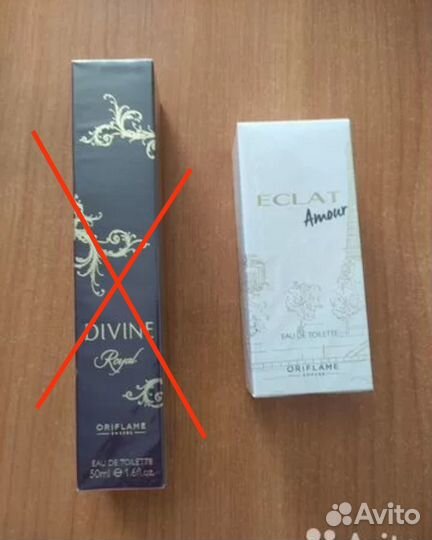 DIVINE
Royal
ORIFLAME
SWEDEN
EAU DE TOILETTE
50ml ℮ 1.6fl.oz.
ECLAT
Amour
EAU DE TOILETTE
ORIFLAME
SWEDEN
Avito
Avito